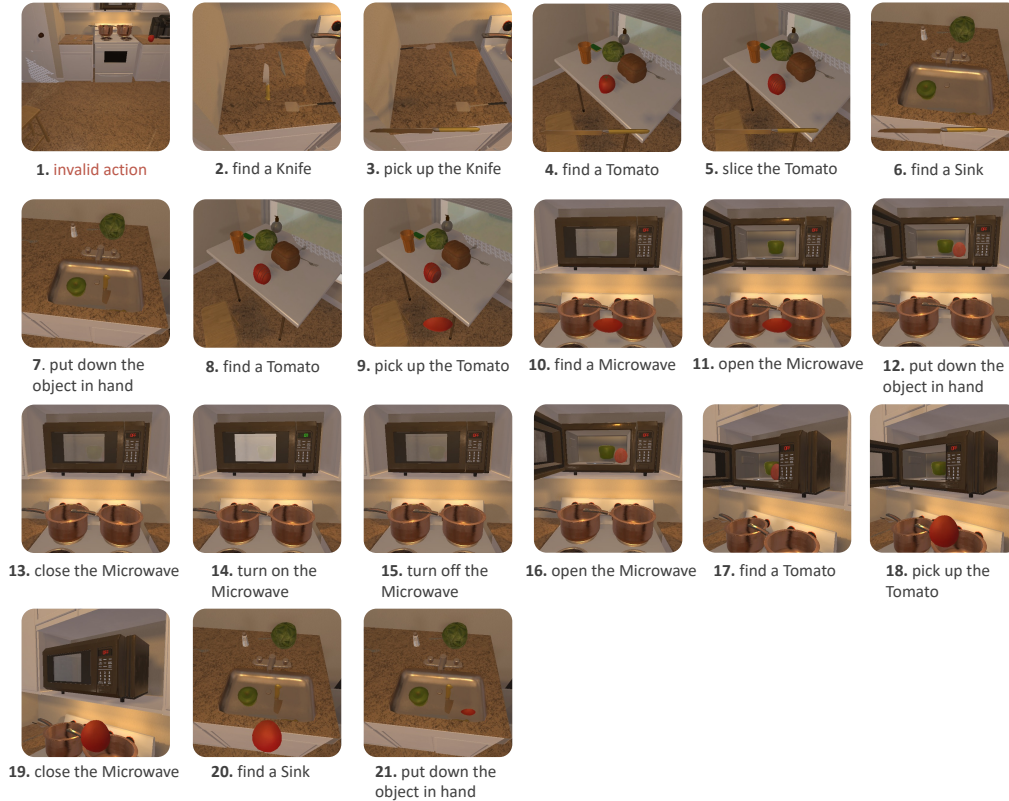 1. invalid action
2. find a Knife
3. pick up the Knife
4. find a Tomato
5. slice the Tomato
6. find a Sink
7. put down the
object in hand
8. find a Tomato
9. pick up the Tomato
10. find a Microwave
11. open the Microwave
12. put down the
object in hand
13. close the Microwave
14. turn on the
Microwave
15. turn off the
Microwave
16. open the Microwave
17. find a Tomato
18. pick up the
Tomato
19. close the Microwave
20. find a Sink
21. put down the
object in hand